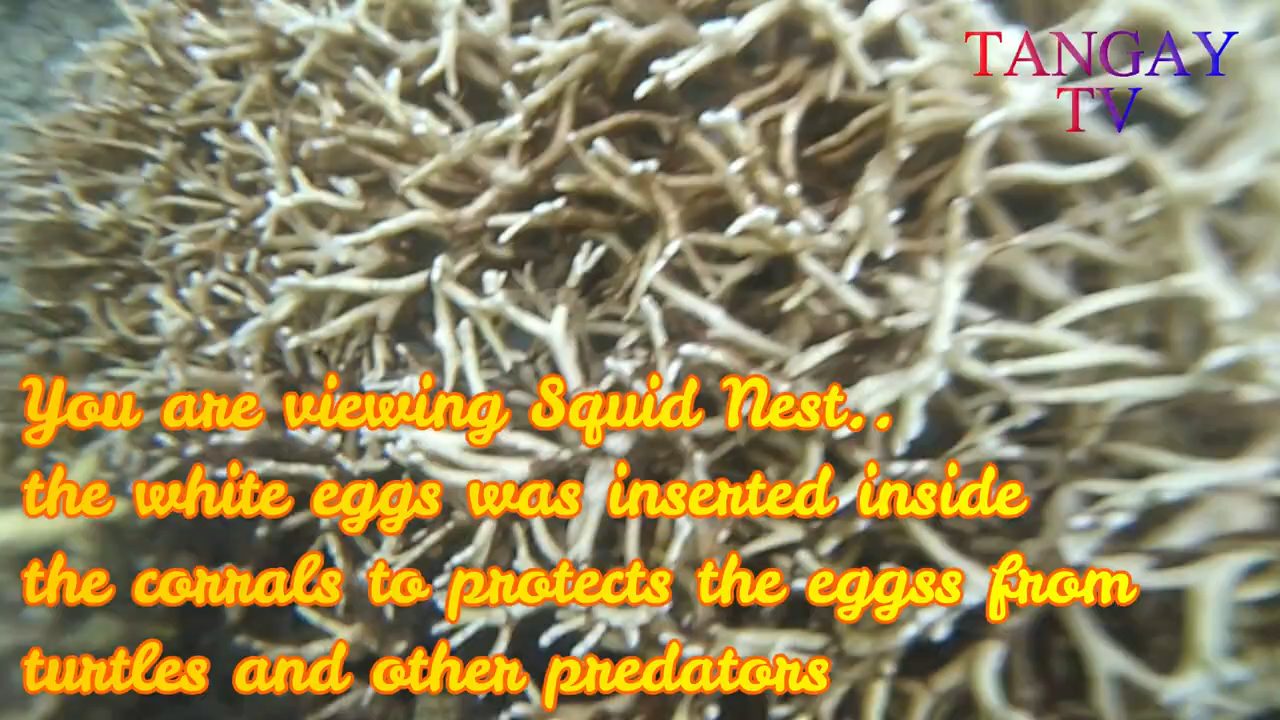 TANGAY
TV
You are viewing Squid Nest..
the white eggs was inserted inside
the corrals to protects the eggss from
turtles and other predators